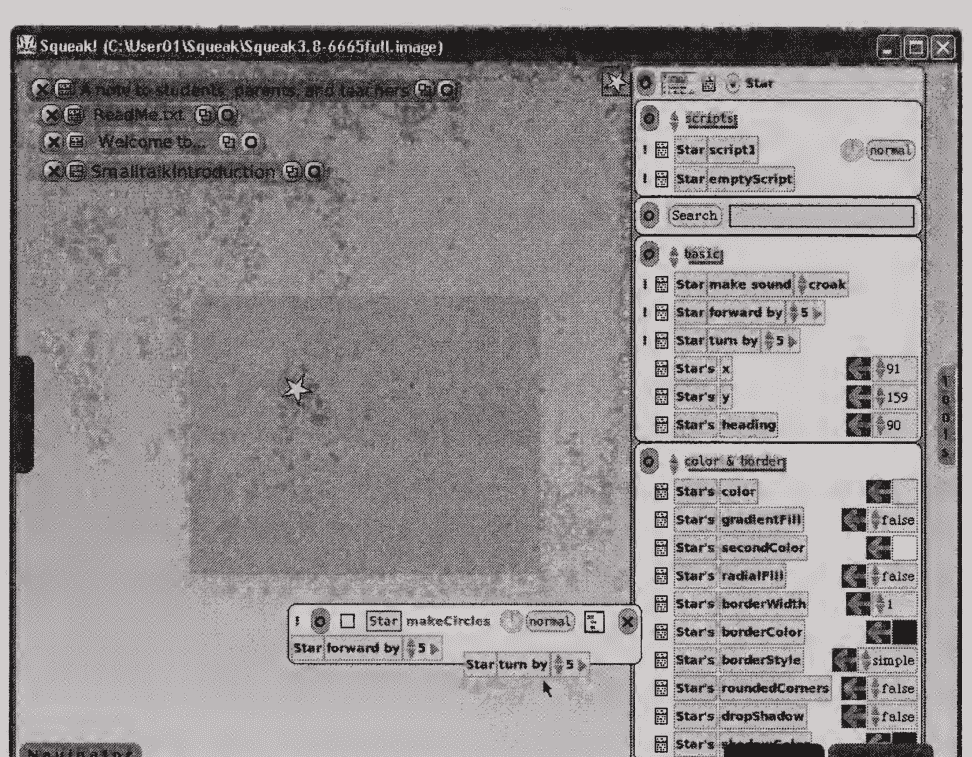 Squeak! (C:\User01\Squeak\Squeak3.8-6665full.image)
A note to students, parents, and teachers
ReadMe.txt
Welcome to...
SmalltalkIntroduction
Star
scripts
! Star script1 normal
! Star emptyScript
Search
basic
! Star make sound croak
! Star forward by 5
! Star turn by 5
Star's x 91
Star's y 159
Star's heading 90
color & border
Star's color
Star's gradientFill false
Star's secondColor
Star's radialFill false
Star's borderWidth 1
Star's borderColor
Star's borderStyle simple
Star's roundedCorners false
Star's dropShadow false
Star's shadowColor
Tools
! Star makeCircles normal
Star forward by 5
Star turn by 5
Navigator